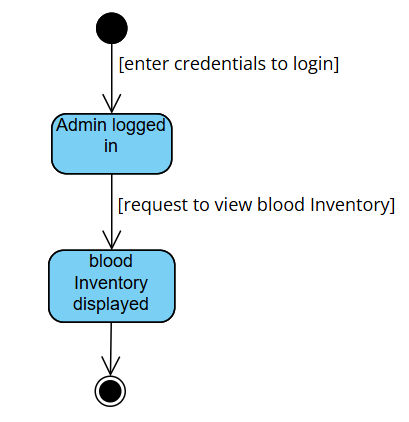 [enter credentials to login]
Admin logged
in
[request to view blood Inventory]
blood
Inventory
displayed